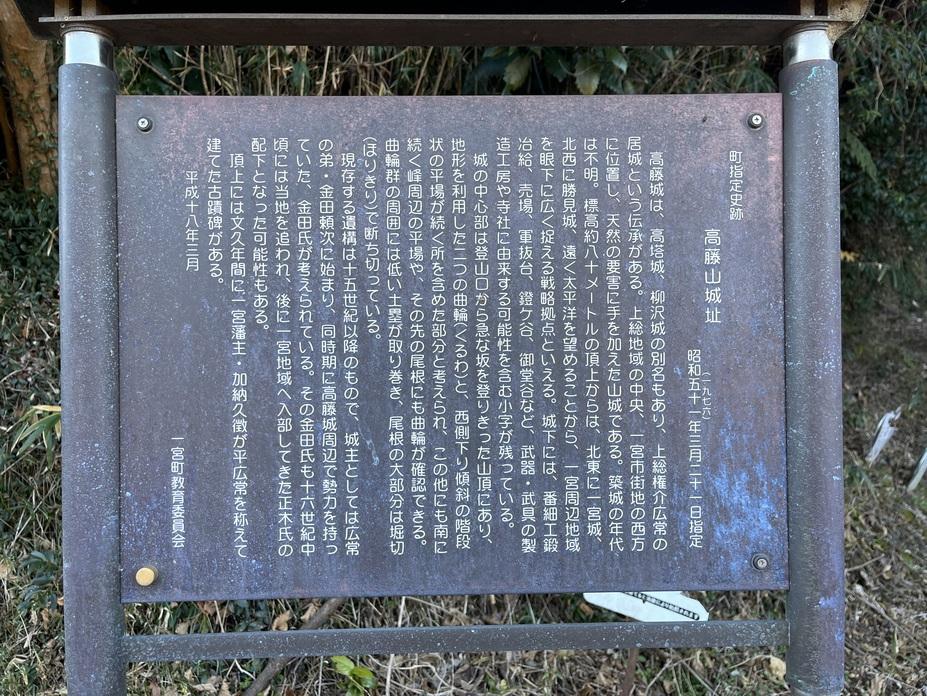 町指定史跡
高藤山城址
(一九七六)
昭和五十一年三月二十一日指定
高藤城は、高塔城、柳沢城の別名もあり、上総権介広常の
居城という伝承がある。上総地域の中央、一宮市街地の西方
に位置し、天然の要害に手を加えた山城である。築城の年代
は不明。標高約八十メートルの頂上からは、北東に一宮城、
北西に勝見城、遠く太平洋を望めることから、一宮周辺地域
を眼下に広く捉える戦略拠点といえる。城下には、番細工鍛
冶給、売場、軍抜台、鐙ケ谷、御堂谷など、武器・武具の製
造工房や寺社に由来する可能性を含む小字が残っている。
城の中心部は登山口から急な坂を登りきった山頂にあり、
地形を利用した二つの曲輪(くるわ)と、西側下り傾斜の階段
状の平場が続く所を含めた部分と考えられ、この他にも南に
続く峰周辺の平場や、その先の尾根にも曲輪が確認できる。
曲輪群の周囲には低い土塁が取り巻き、尾根の大部分は堀切
(ほりきり)で断ち切っている。
現存する遺構は十五世紀以降のもので、城主としては広常
の弟・金田頼次に始まり、同時期に高藤城周辺で勢力を持っ
ていた、金田氏が考えられている。その金田氏も十六世紀中
頃には当地を追われ、後に一宮地域へ入部してきた正木氏の
配下となった可能性もある。
頂上には文久年間に一宮藩主・加納久徴が平広常を称えて
建てた古蹟碑がある。
平成十八年三月
一宮町教育委員会